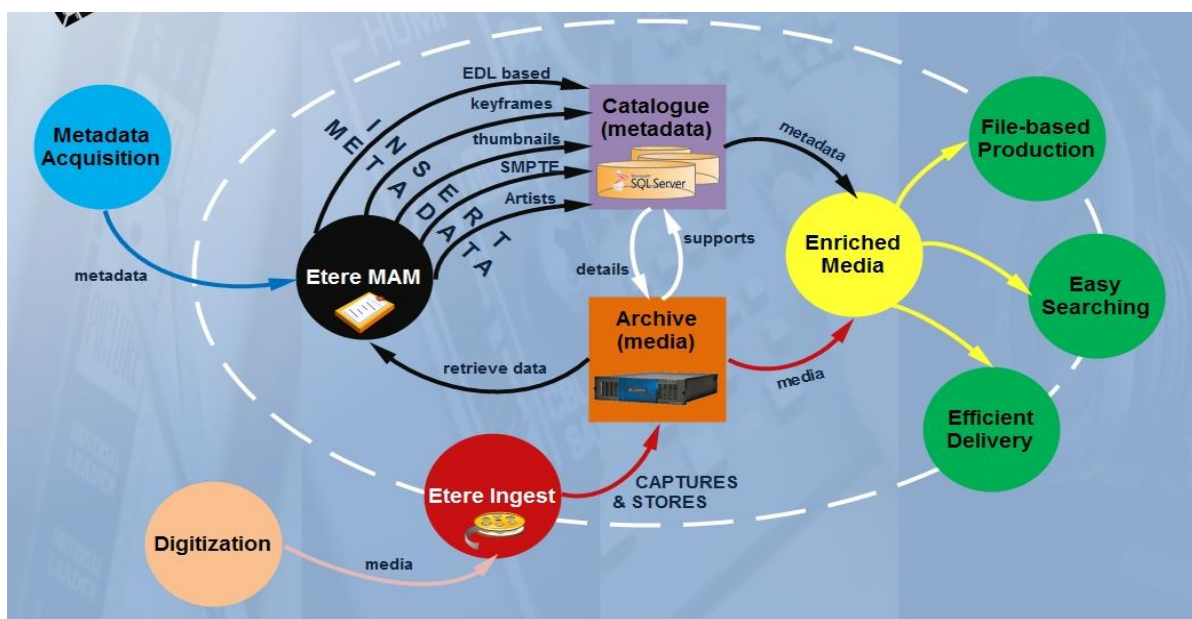 EDL based
keyframes
thumbnails
SMPTE
Artists
INSERT
METADATA
Catalogue
(metadata)
SQL Server
metadata
Metadata
Acquisition
metadata
Etere MAM
supports
details
Archive
(media)
retrieve data
media
Enriched
Media
File-based
Production
Easy
Searching
Efficient
Delivery
Etere Ingest
CAPTURES
& STORES
Digitization
media